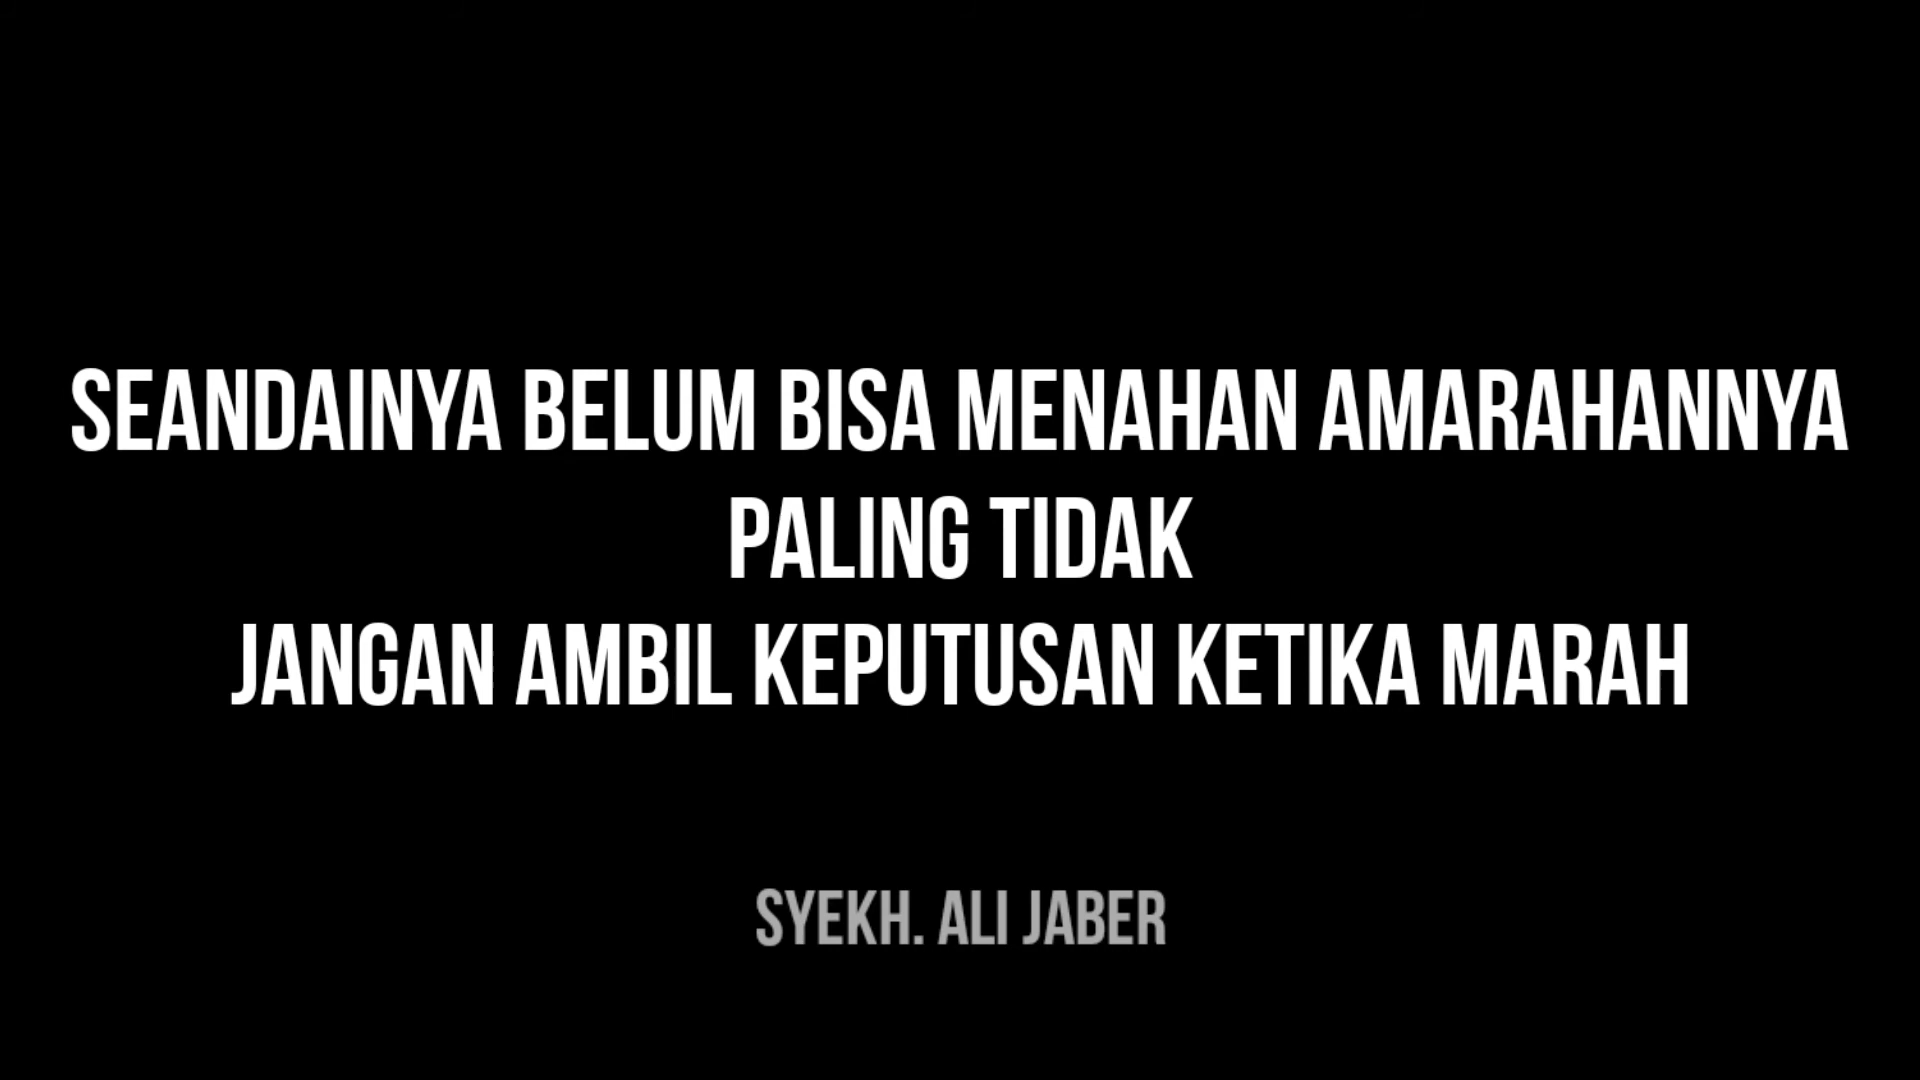 SEANDAINYA BELUM BISA MENAHAN AMARAHANNYA
PALING TIDAK
JANGAN AMBIL KEPUTUSAN KETIKA MARAH
SYEKH. ALI JABER